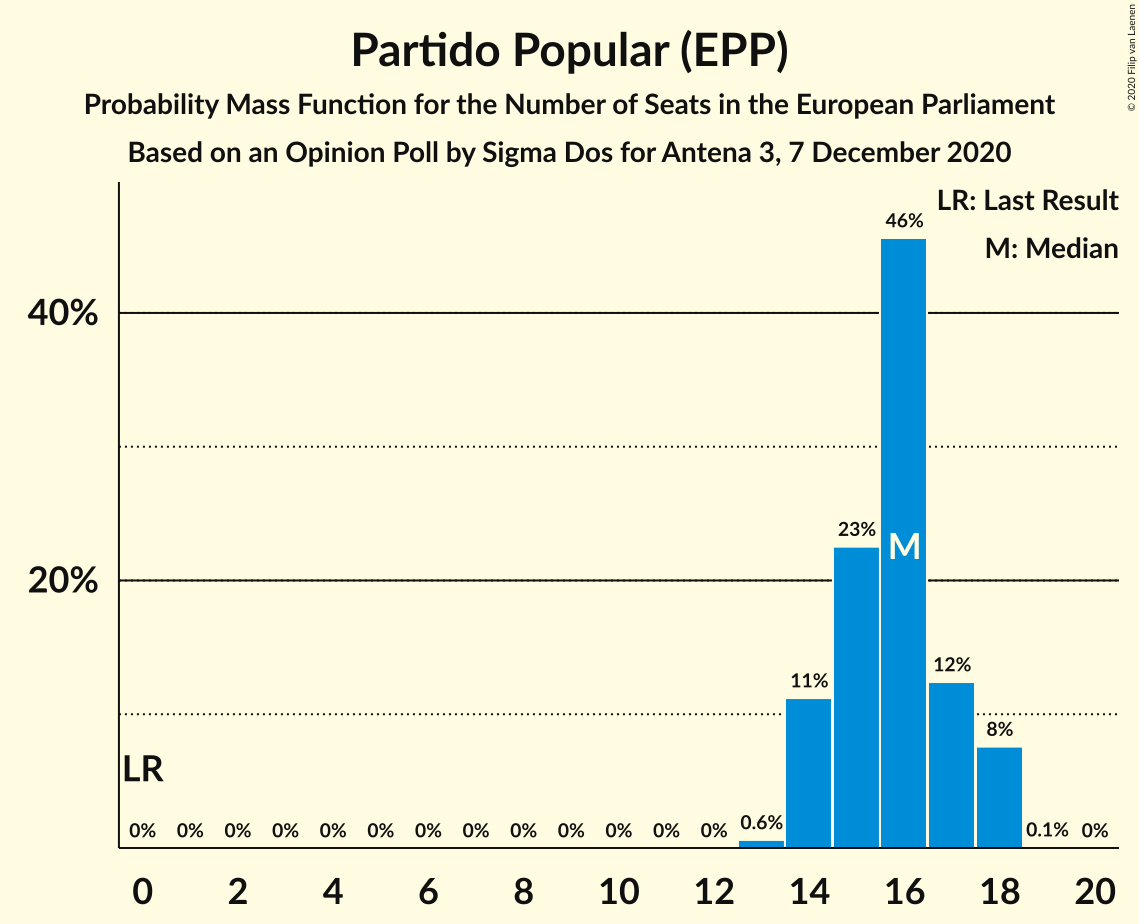 Partido Popular (EPP)
Probability Mass Function for the Number of Seats in the European Parliament
Based on an Opinion Poll by Sigma Dos for Antena 3, 7 December 2020
© 2020 Filip van Laenen
LR: Last Result
M: Median
46%
40%
23%
M
20%
12%
11%
8%
LR
0% 0% 0% 0% 0% 0% 0% 0% 0% 0% 0% 0% 0% 0.6% 0.1% 0%
0 2 4 6 8 10 12 14 16 18 20